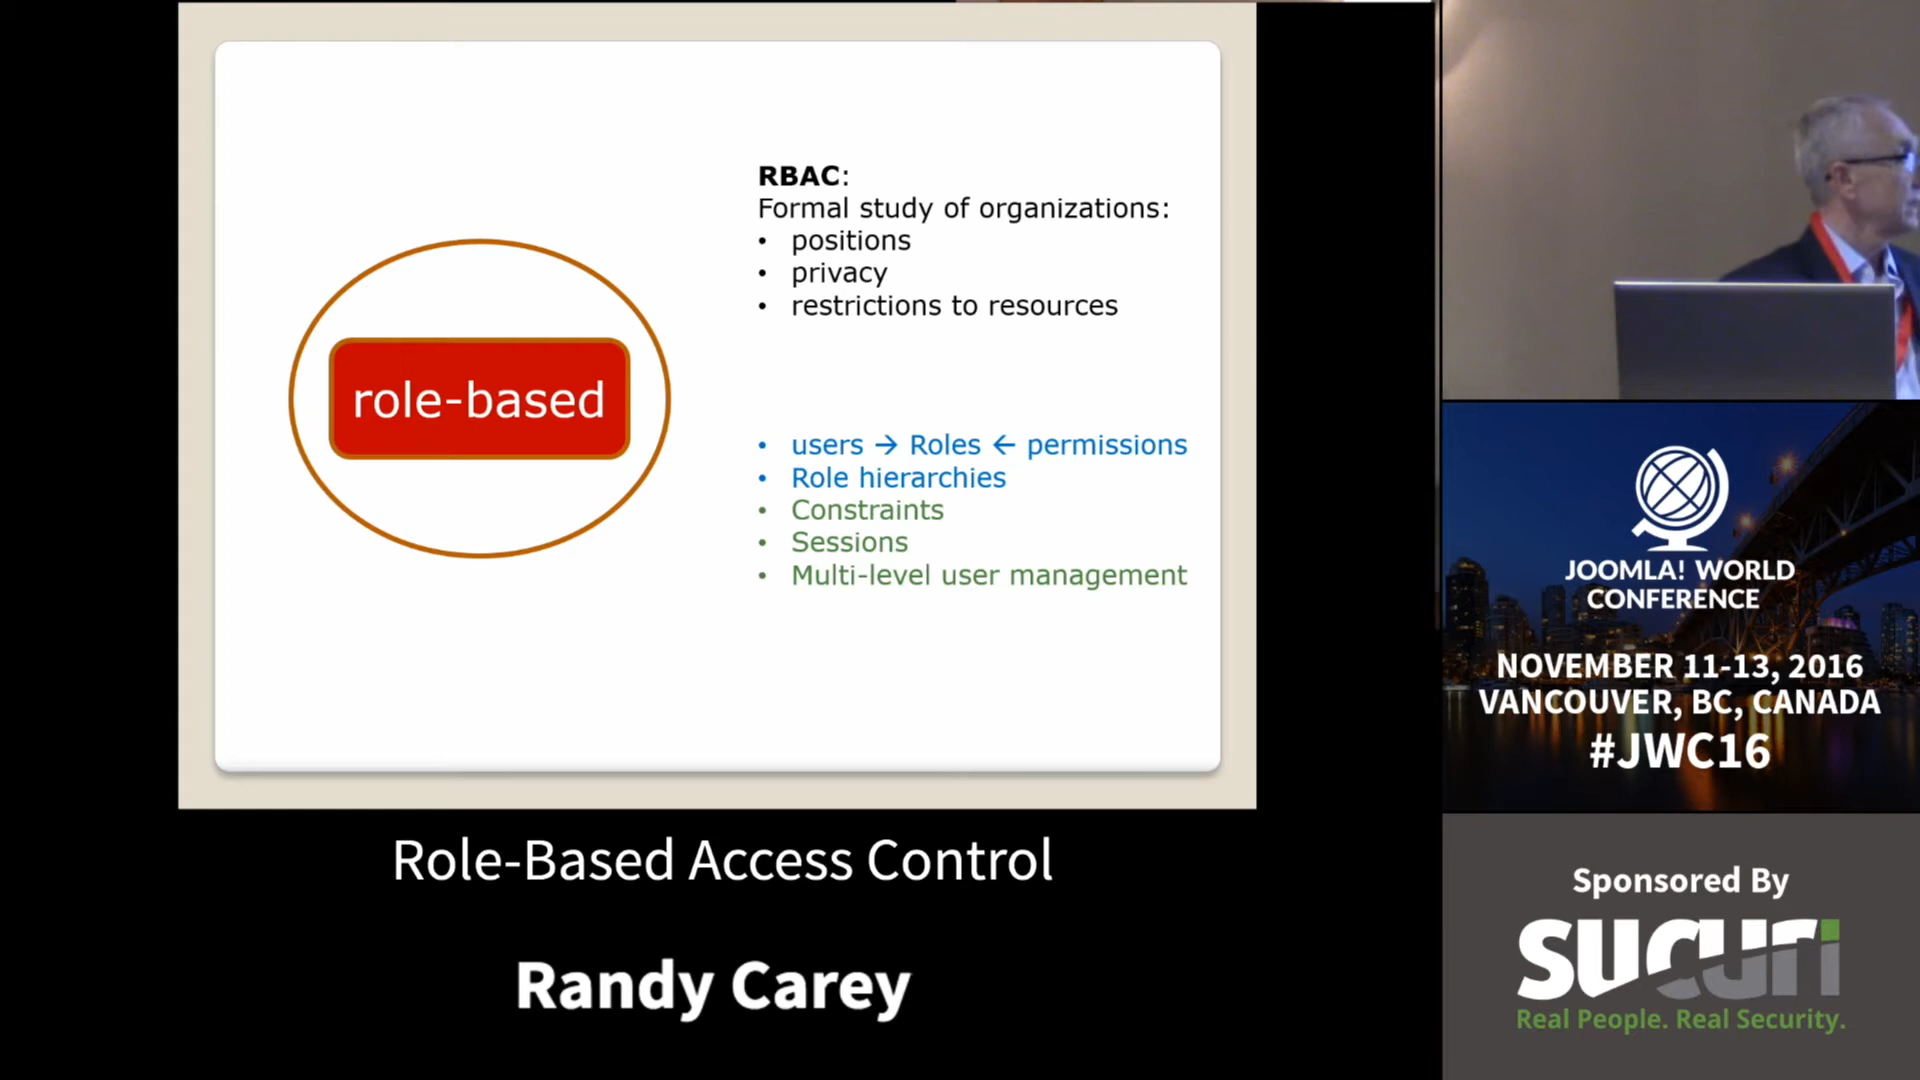 role-based
RBAC:
Formal study of organizations:
• positions
• privacy
• restrictions to resources
• users → Roles ← permissions
• Role hierarchies
• Constraints
• Sessions
• Multi-level user management
Role-Based Access Control
Randy Carey
JOOMLA! WORLD
CONFERENCE
NOVEMBER 11-13, 2016
VANCOUVER, BC, CANADA
#JWC16
Sponsored By
SUCURI
Real People. Real Security.